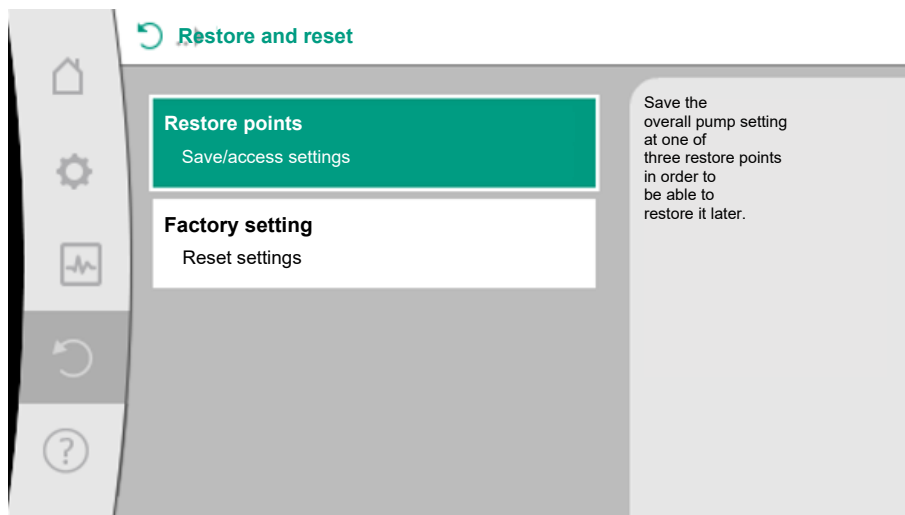 Restore and reset
Restore points
Save/access settings
Factory setting
Reset settings
Save the
overall pump setting
at one of
three restore points
in order to
be able to
restore it later.
?